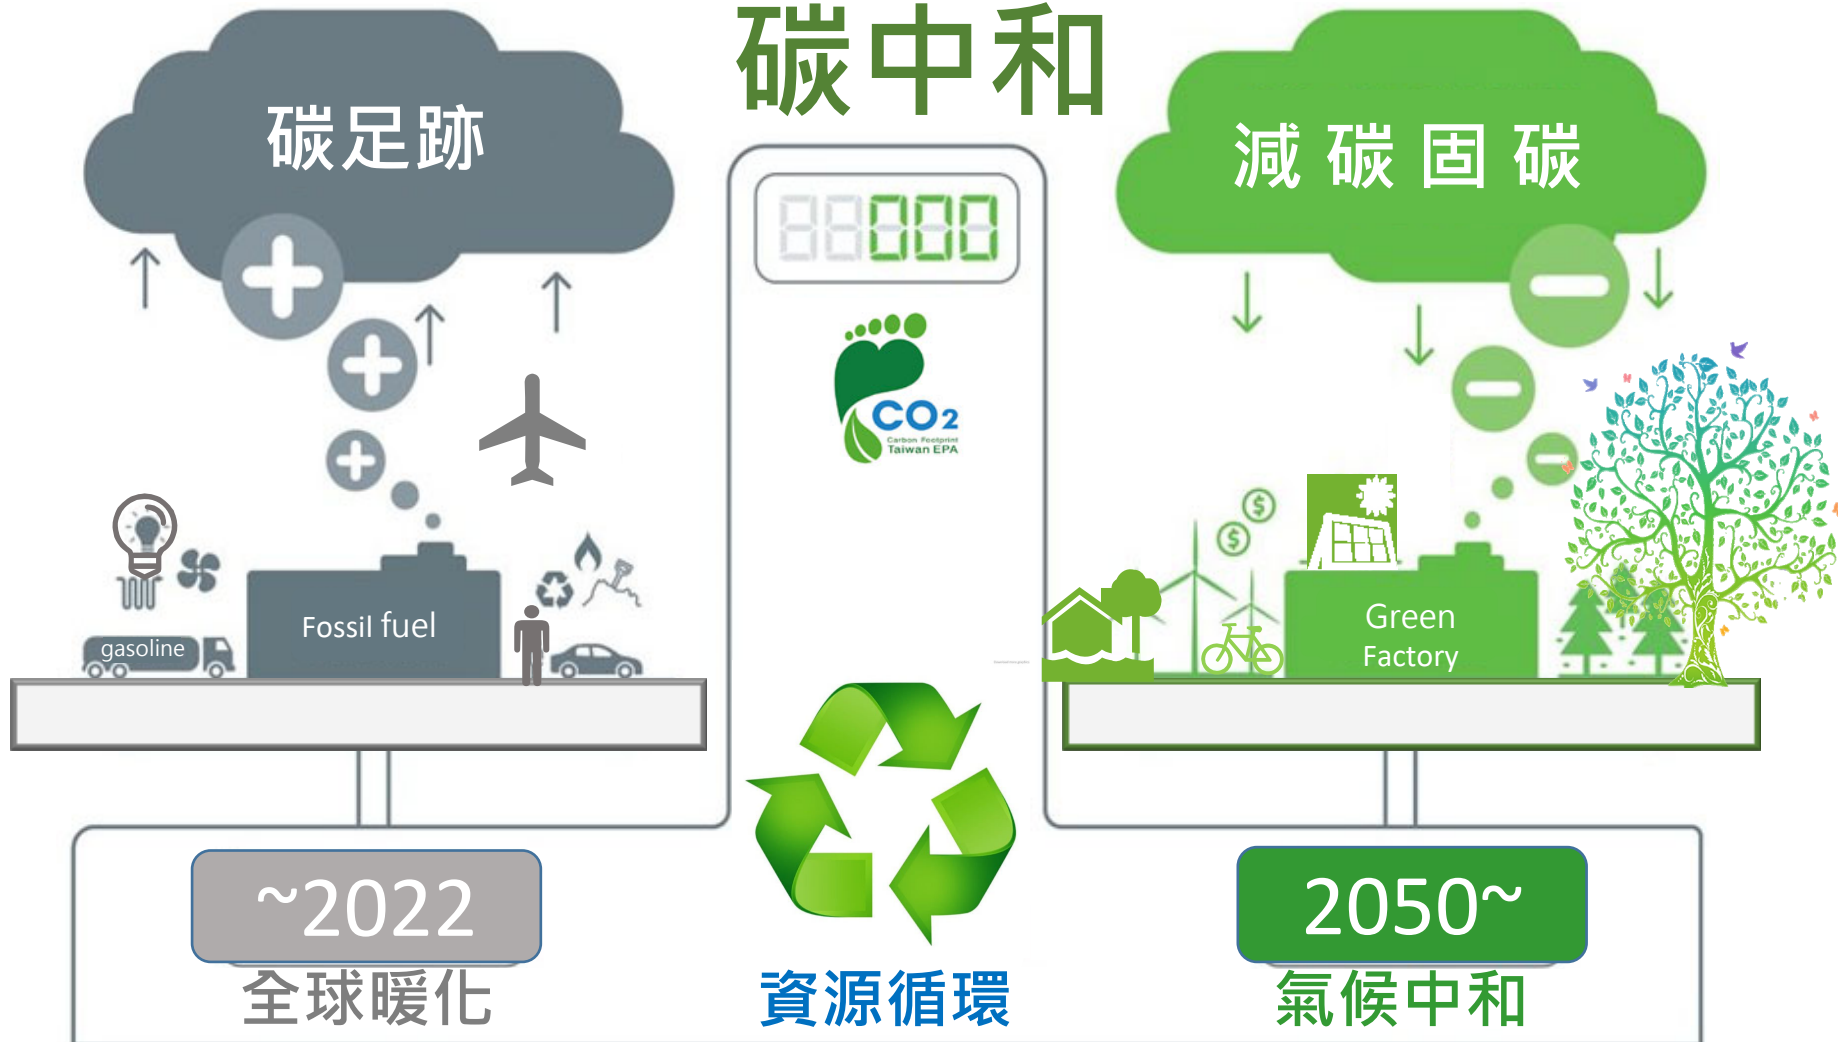 碳中和
碳足跡
減碳固碳
000
CO2
Carbon Footprint
Taiwan EPA
$
$
Fossil fuel
gasoline
Green
Factory
~2022
2050~
全球暖化
資源循環
氣候中和